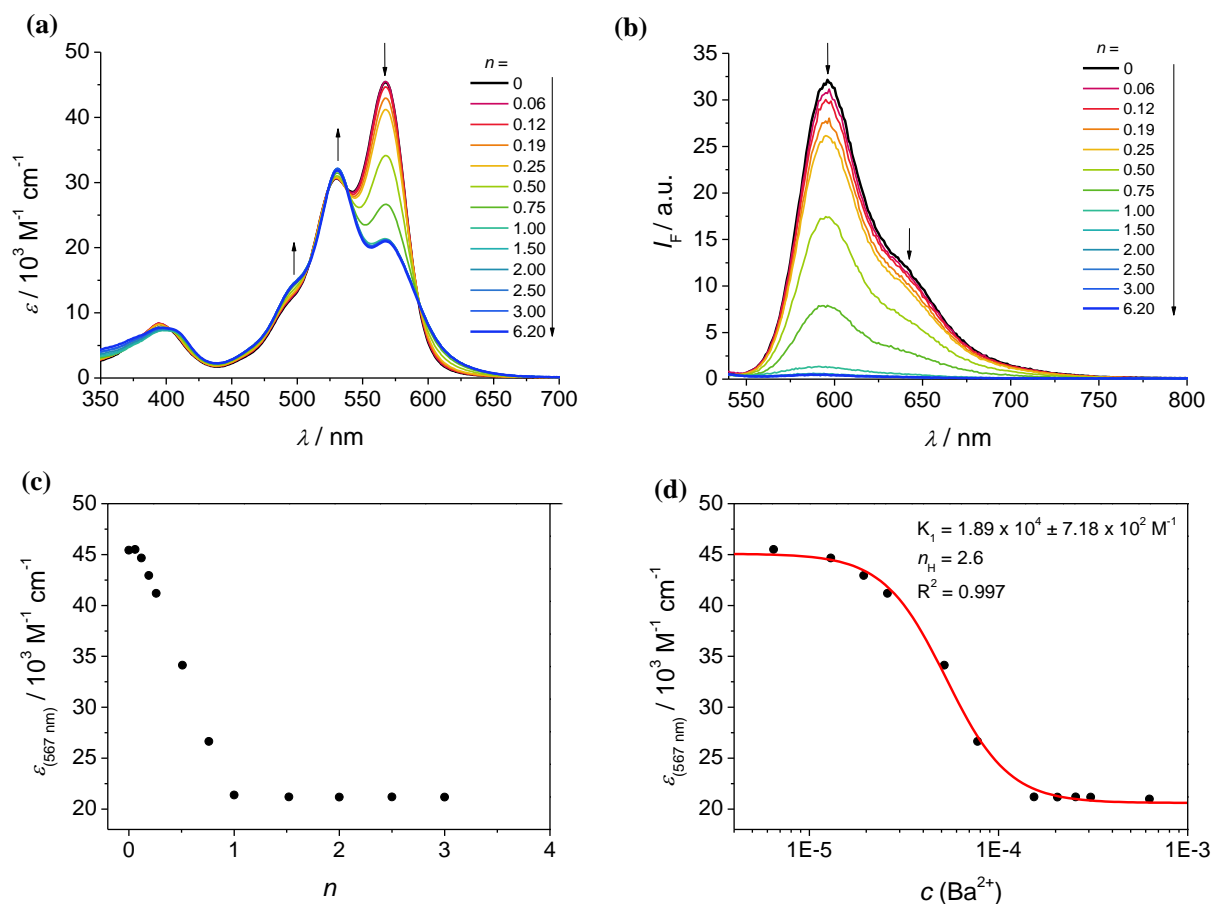 (a)
50
40
30
20
10
0
350 400 450 500 550 600 650 700
ε / 10³ M⁻¹ cm⁻¹
λ / nm
n =
0
0.06
0.12
0.19
0.25
0.50
0.75
1.00
1.50
2.00
2.50
3.00
6.20
(b)
35
30
25
20
15
10
5
0
550 600 650 700 750 800
I_F / a.u.
λ / nm
n =
0
0.06
0.12
0.19
0.25
0.50
0.75
1.00
1.50
2.00
2.50
3.00
6.20
(c)
50
45
40
35
30
25
20
0 1 2 3 4
ε(567 nm) / 10³ M⁻¹ cm⁻¹
n
(d)
50
45
40
35
30
25
20
1E-5 1E-4 1E-3
ε(567 nm) / 10³ M⁻¹ cm⁻¹
c (Ba²⁺)
K₁ = 1.89 x 10⁴ ± 7.18 x 10² M⁻¹
n_H = 2.6
R² = 0.997